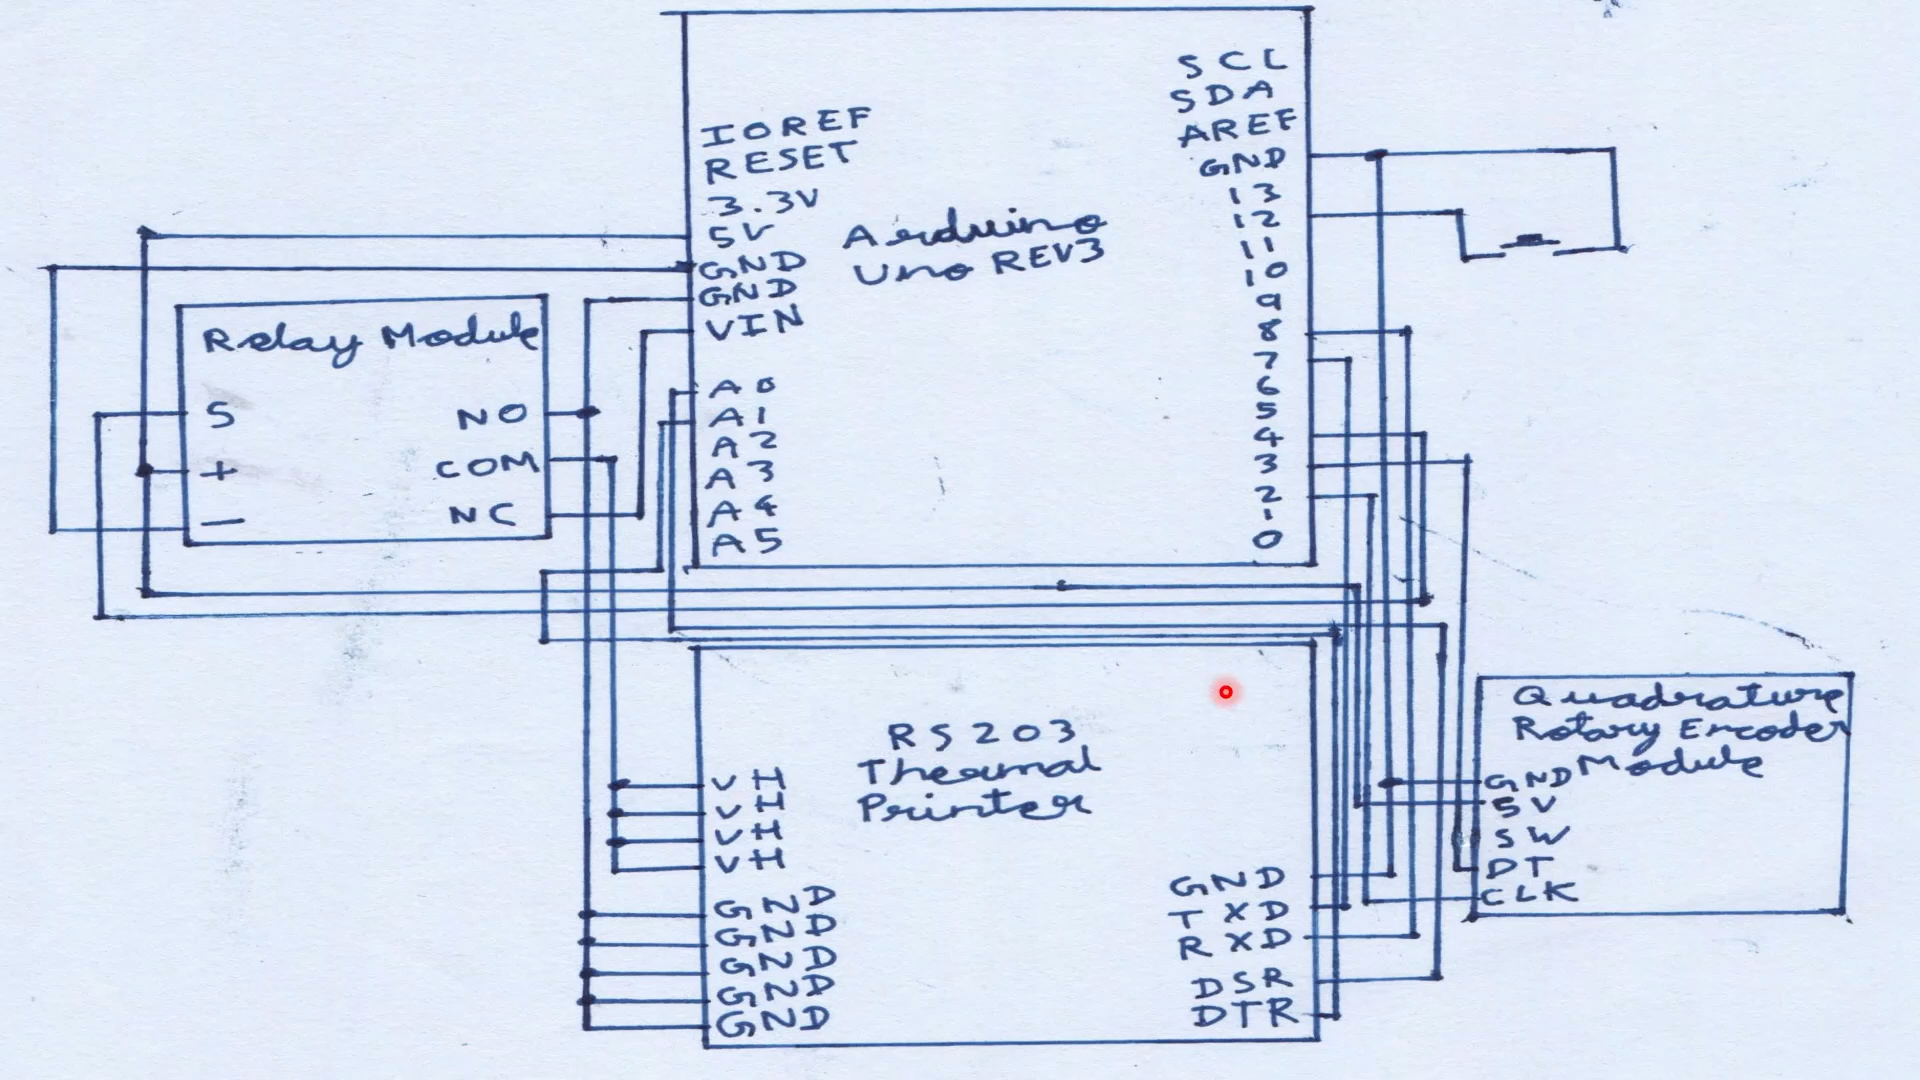 IOREF
RESET
3.3V
5V
GND
GND
VIN
A0
A1
A2
A3
A4
A5
Arduino
Uno REV3
SCL
SDA
AREF
GND
13
12
11
10
9
8
7
6
5
4
3
2
1
0
Relay Module
S
+
—
NO
COM
NC
RS203
Thermal
Printer
VH
VH
VH
VH
GND
GND
GND
GND
GND
GND
TXD
RXD
DSR
DTR
Quadrature
Rotary Encoder
Module
GND
5V
SW
DT
CLK